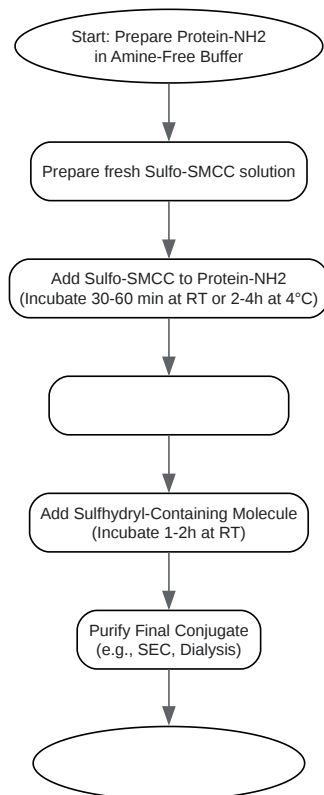 Start: Prepare Protein-NH2
in Amine-Free Buffer
Prepare fresh Sulfo-SMCC solution
Add Sulfo-SMCC to Protein-NH2
(Incubate 30-60 min at RT or 2-4h at 4°C)
Add Sulfhydryl-Containing Molecule
(Incubate 1-2h at RT)
Purify Final Conjugate
(e.g., SEC, Dialysis)